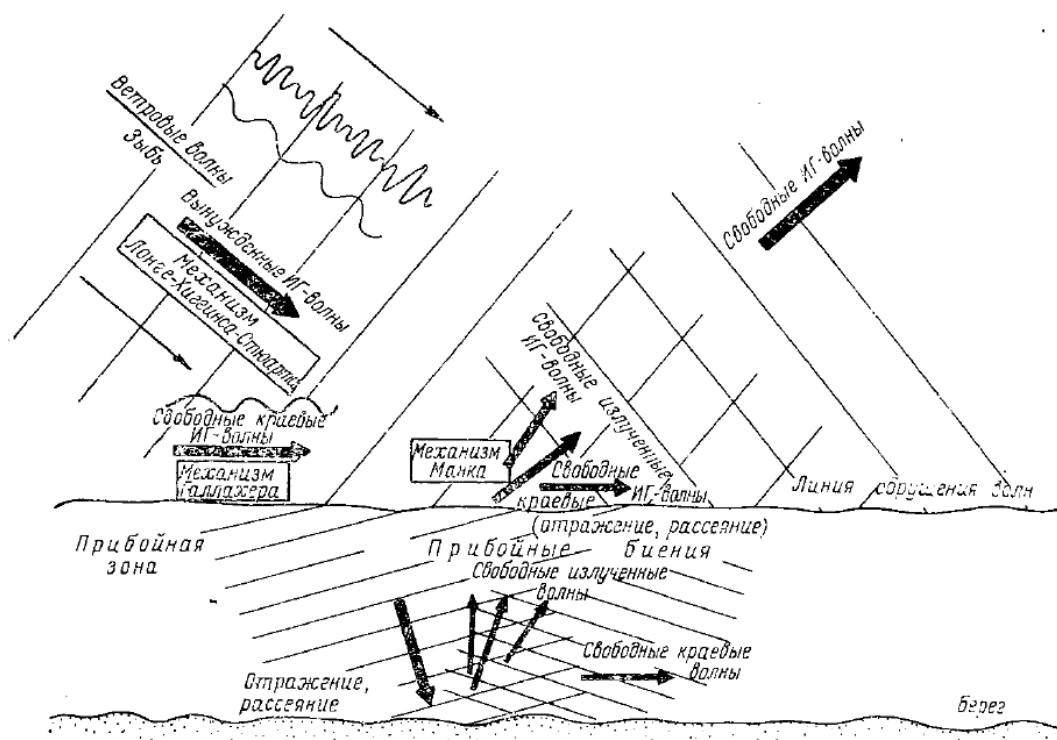 Ветровые волны
Зыбь
Вынужденные ИГ-волны
Механизм
Лонге-Хиггинса-Стюарта
Свободные ИГ-волны
Свободные излученные
ИГ-волны
Свободные краевые
ИГ-волны
Механизм
Галлахера
Механизм
Манка
Свободные
краевые ИГ-волны
(отражение, рассеяние)
Линия обрушения волн
Прибойная
зона
Прибойные биения
Свободные излученные
волны
Свободные краевые
волны
Отражение,
рассеяние
Берег